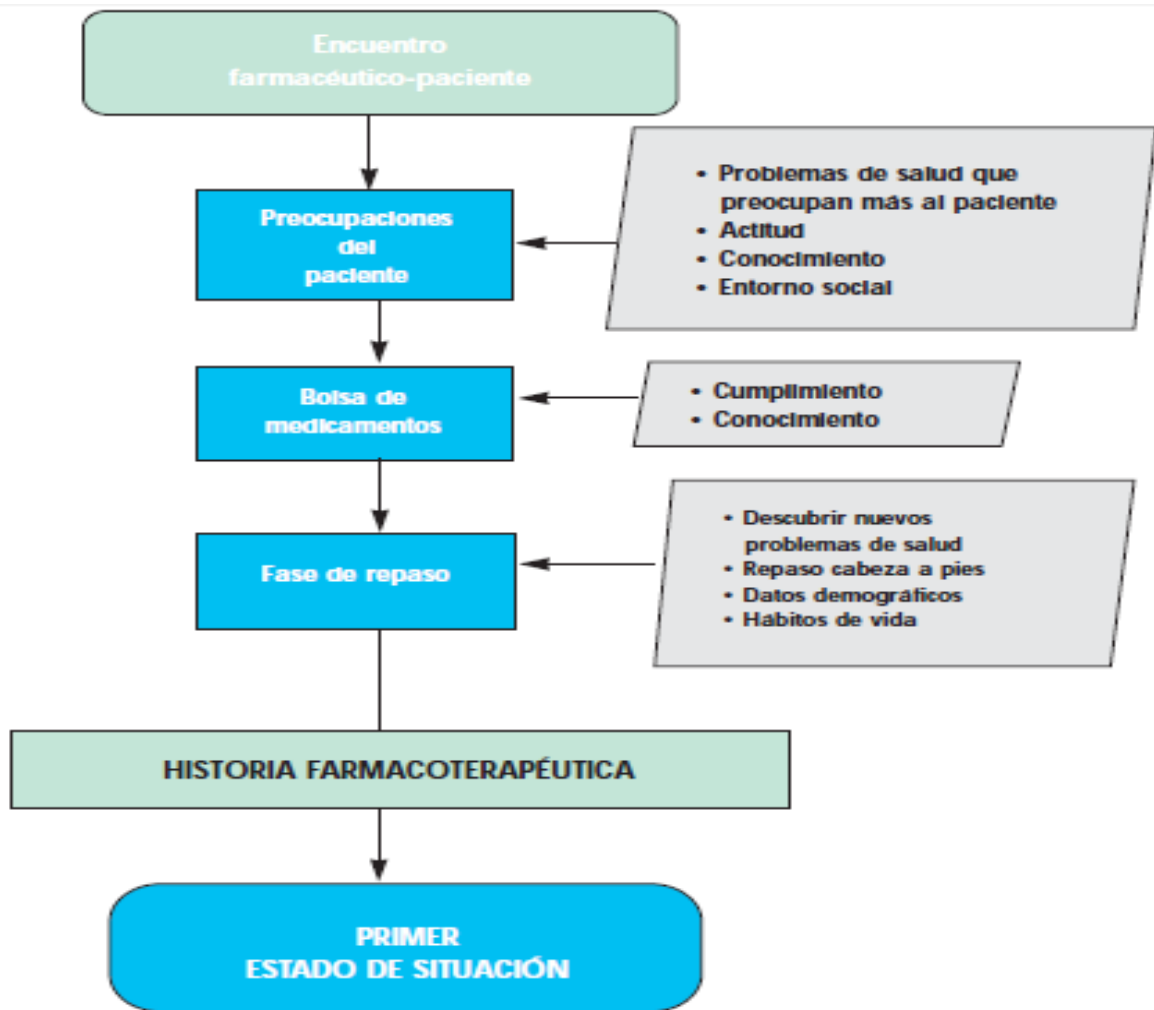 Encuentro
farmacéutico-paciente
Preocupaciones
del
paciente
• Problemas de salud que
preocupan más al paciente
• Actitud
• Conocimiento
• Entorno social
Bolsa de
medicamentos
• Cumplimiento
• Conocimiento
Fase de repaso
• Descubrir nuevos
problemas de salud
• Repaso cabeza a pies
• Datos demográficos
• Hábitos de vida
HISTORIA FARMACOTERAPÉUTICA
PRIMER
ESTADO DE SITUACIÓN